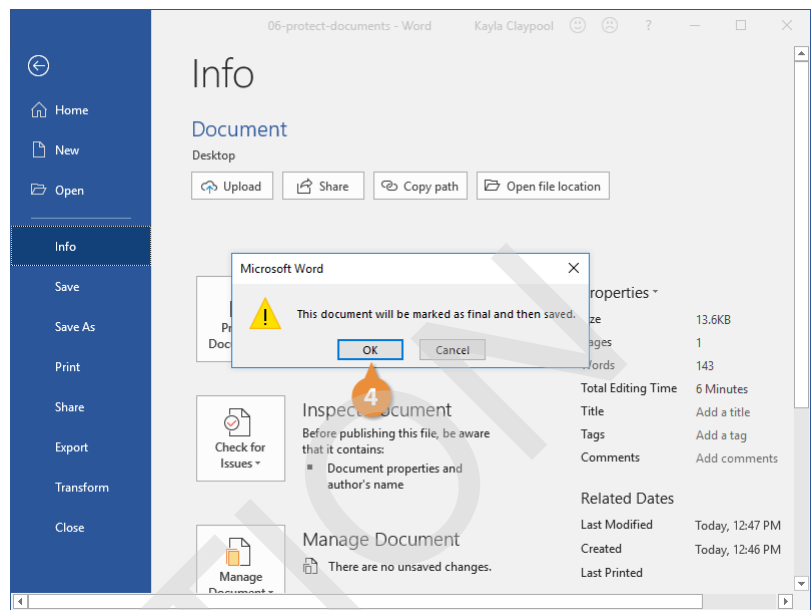 06-protect-documents - Word Kayla Claypool ?
Info
Home
New
Open
Info
Save
Save As
Print
Share
Export
Transform
Close
Document
Desktop
Upload Share Copy path Open file location
Microsoft Word
This document will be marked as final and then saved.
OK Cancel
4
Inspect Document
Check for
Issues
Before publishing this file, be aware
that it contains:
Document properties and
author's name
Manage Document
Manage
Document
There are no unsaved changes.
Properties
Size 13.6KB
Pages 1
Words 143
Total Editing Time 6 Minutes
Title Add a title
Tags Add a tag
Comments Add comments
Related Dates
Last Modified Today, 12:47 PM
Created Today, 12:46 PM
Last Printed